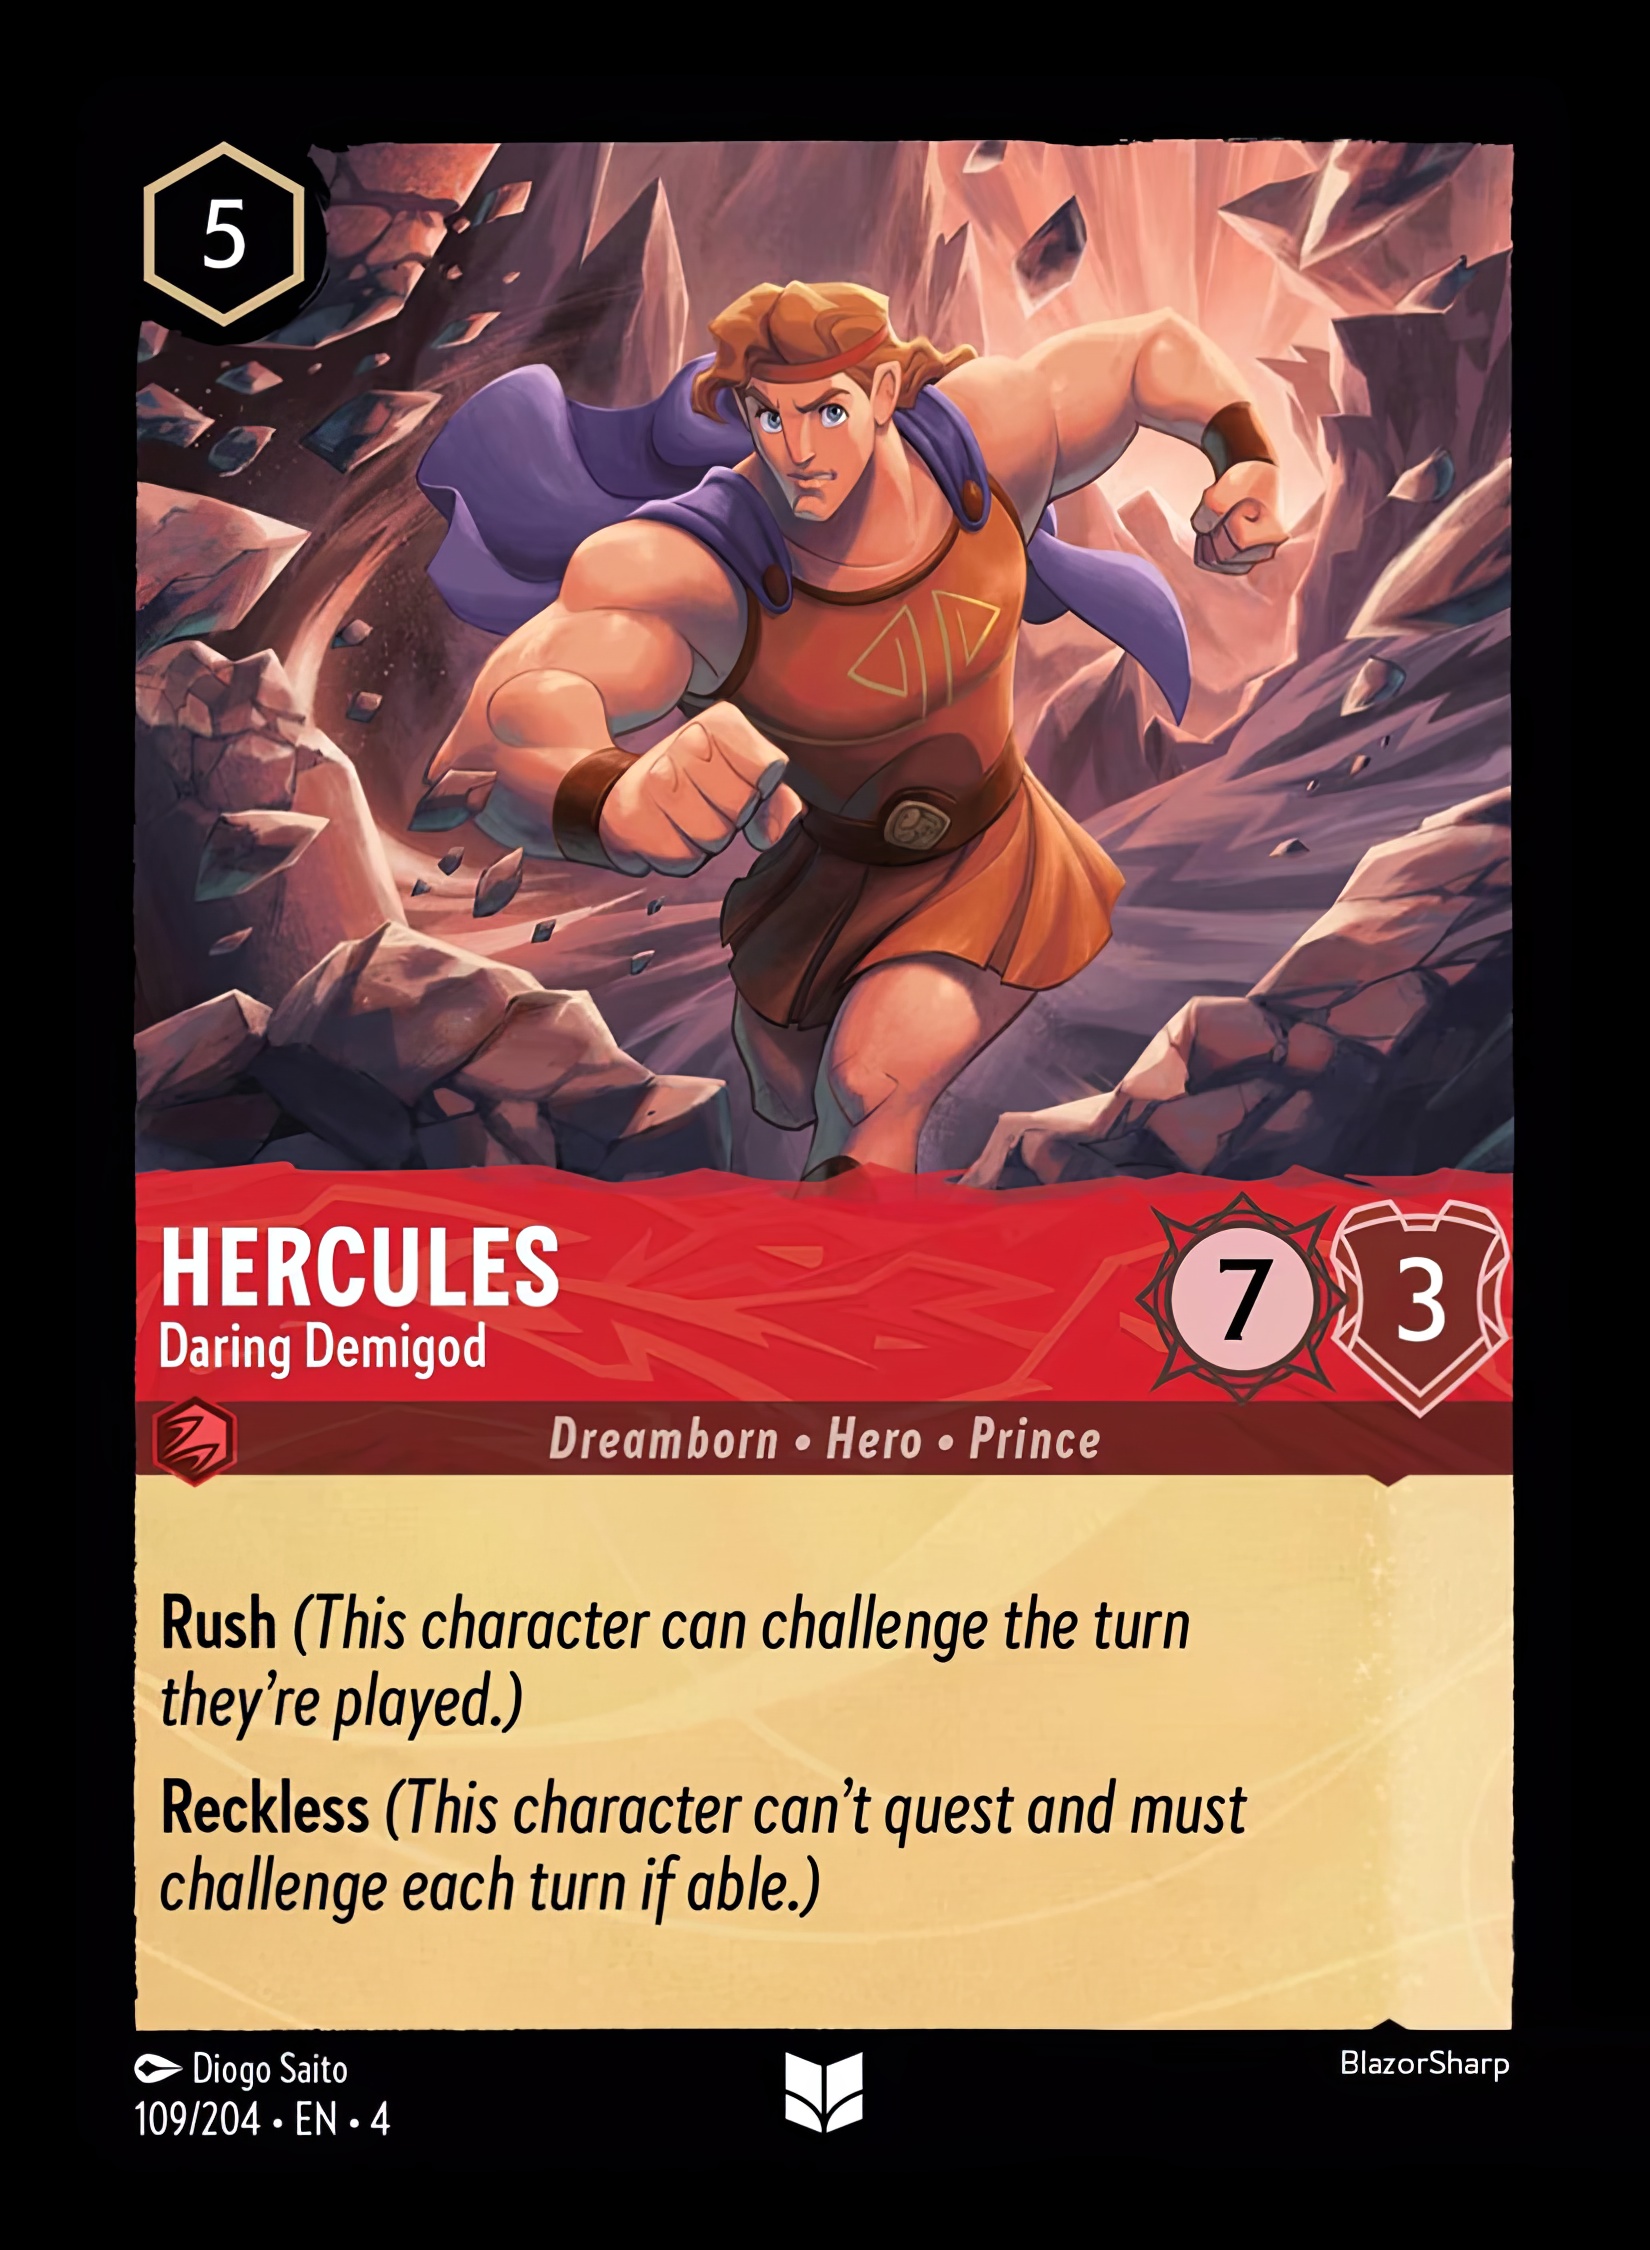 5
HERCULES
Daring Demigod
7
3
Dreamborn • Hero • Prince
Rush (This character can challenge the turn
they’re played.)
Reckless (This character can’t quest and must
challenge each turn if able.)
Diogo Saito
BlazorSharp
109/204 • EN • 4